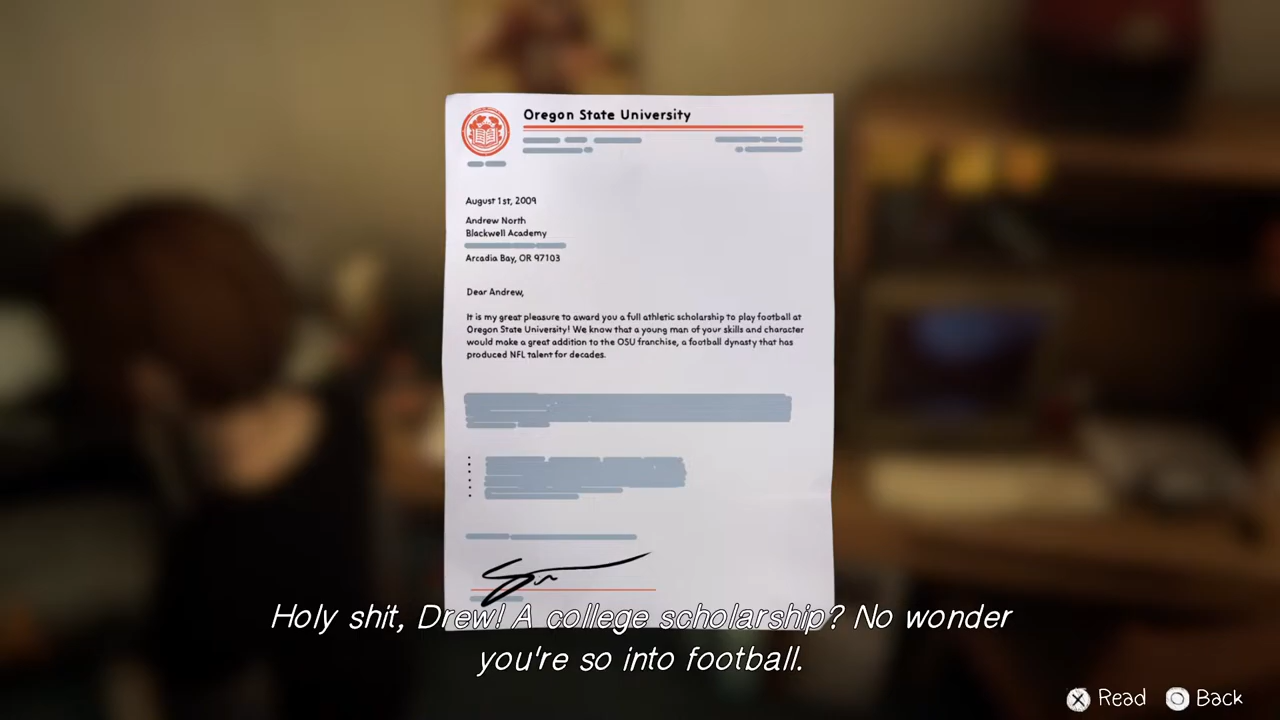 Oregon State University
August 1st, 2009
Andrew North
Blackwell Academy
Arcadia Bay, OR 97103
Dear Andrew,
It is my great pleasure to award you a full athletic scholarship to play football at
Oregon State University! We know that a young man of your skills and character
would make a great addition to the OSU franchise, a football dynasty that has
produced NFL talent for decades.
Holy shit, Drew! A college scholarship? No wonder
you're so into football.
Read Back